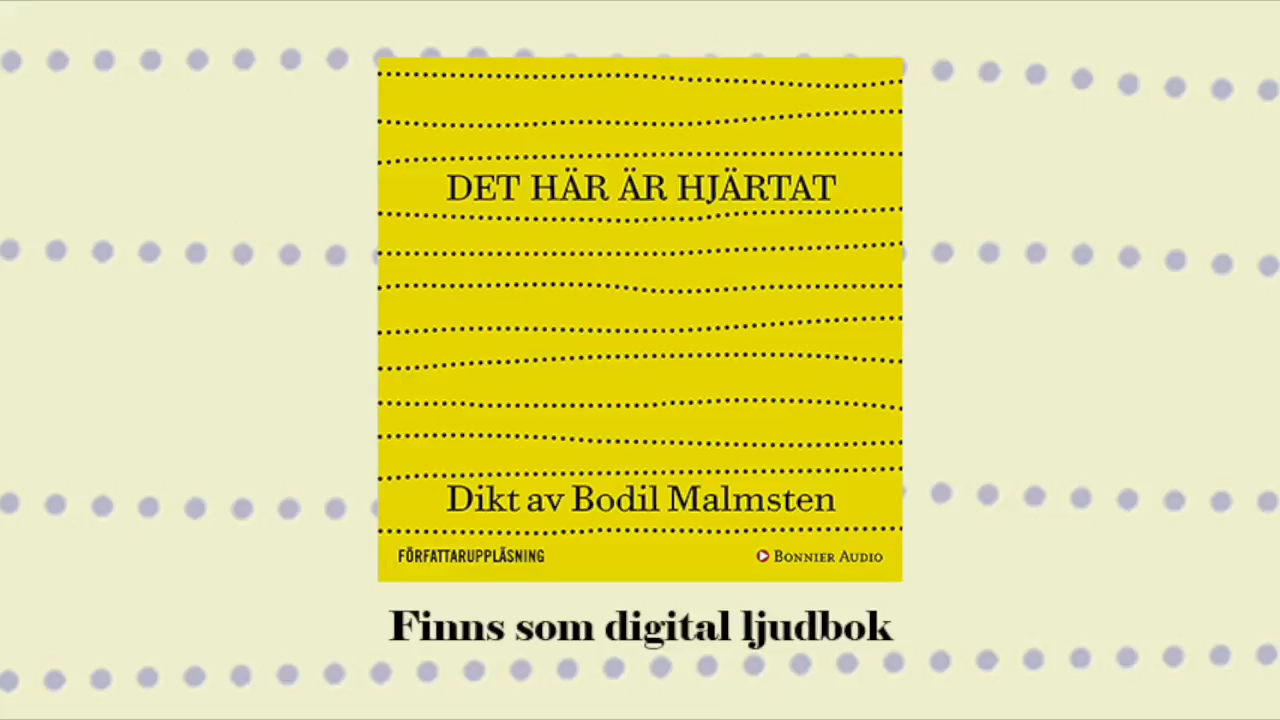 DET HÄR ÄR HJÄRTAT
Dikt av Bodil Malmsten
FÖRFATTARUPPLÄSNING
BONNIER AUDIO
Finns som digital ljudbok